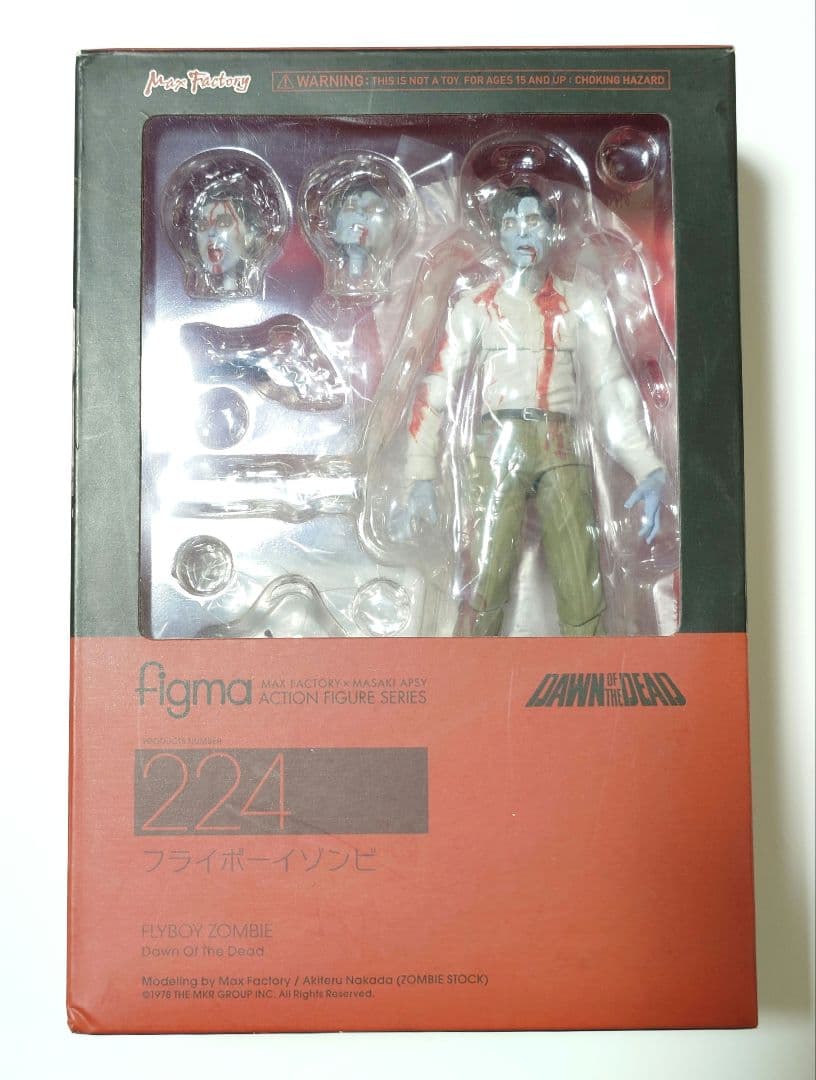 Max Factory
⚠ WARNING: THIS IS NOT A TOY. FOR AGES 15 AND UP : CHOKING HAZARD
figma MAX FACTORY × MASAKI APSY
ACTION FIGURE SERIES
DAWN OF THE DEAD
PRODUCTS NUMBER
224
フライボーイゾンビ
FLYBOY ZOMBIE
Dawn Of The Dead
Modeling by Max Factory / Akiteru Nakada (ZOMBIE STOCK)
©1978 THE MKR GROUP INC. All Rights Reserved.